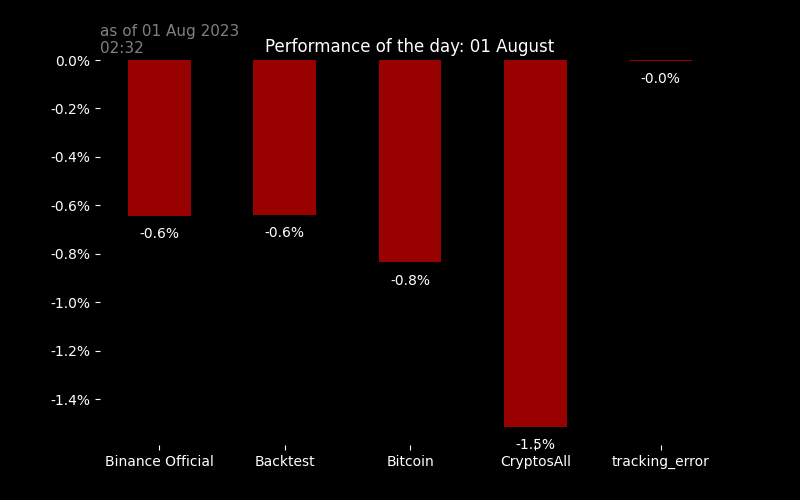 as of 01 Aug 2023
02:32
Performance of the day: 01 August
0.0%
-0.2%
-0.4%
-0.6%
-0.8%
-1.0%
-1.2%
-1.4%
-0.6%
-0.6%
-0.8%
-1.5%
-0.0%
Binance Official
Backtest
Bitcoin
CryptosAll
tracking_error